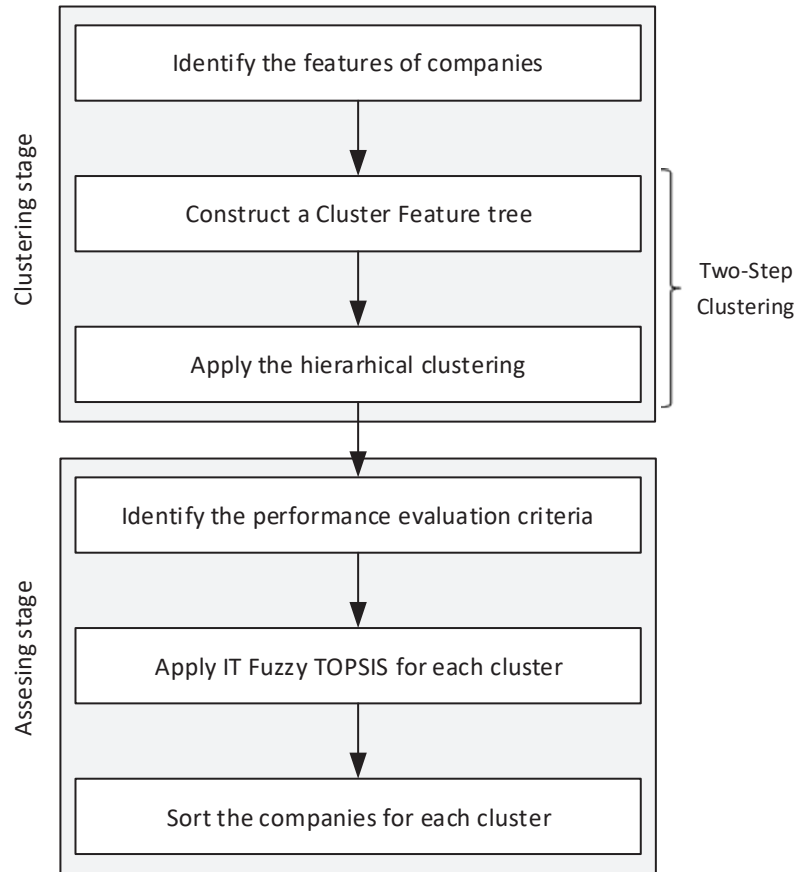 Clustering stage
Identify the features of companies
Construct a Cluster Feature tree
Apply the hierarhical clustering
Two-Step
Clustering
Assesing stage
Identify the performance evaluation criteria
Apply IT Fuzzy TOPSIS for each cluster
Sort the companies for each cluster